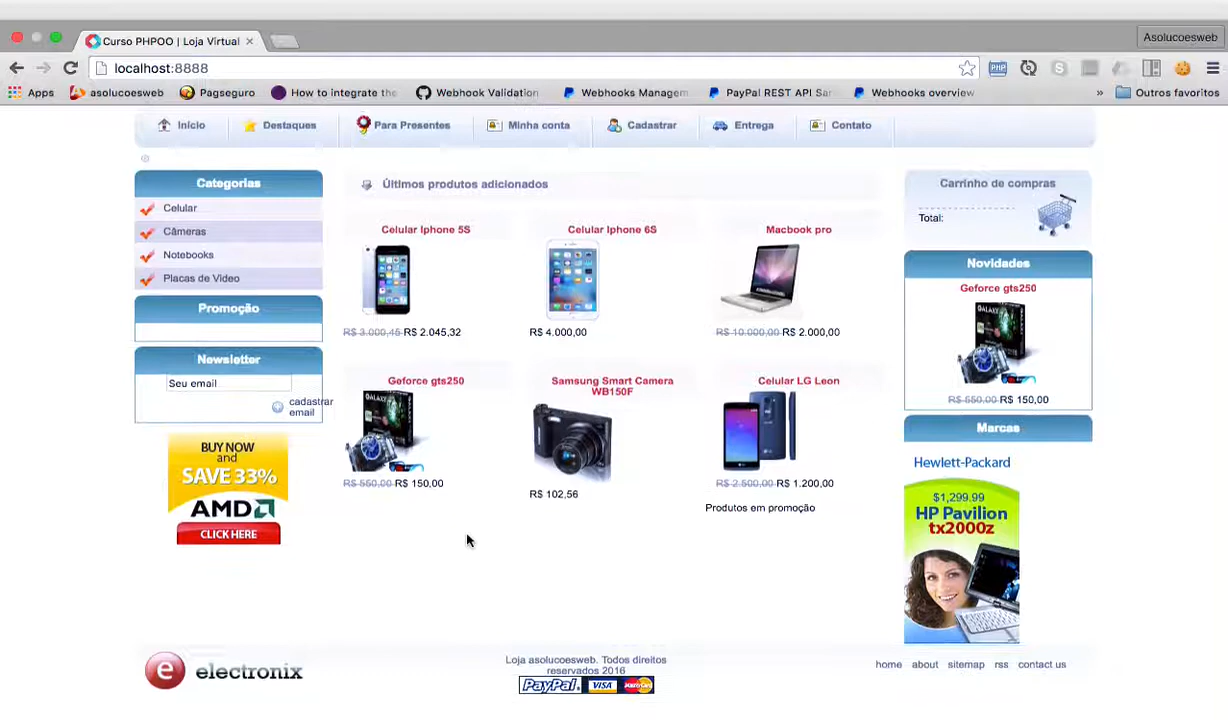 Curso PHPOO | Loja Virtual
Asolucoesweb
localhost:8888
Apps
asolucoesweb
Pagseguro
How to integrate the
Webhook Validation
Webhooks Managem
PayPal REST API Sa
Webhooks overview
»
Outros favoritos
Início
Destaques
Para Presentes
Minha conta
Cadastrar
Entrega
Contato
Categorias
Celular
Câmeras
Notebooks
Placas de Video
Promoção
Newsletter
Seu email
cadastrar
email
BUY NOW
and
SAVE 33%
AMD
CLICK HERE
Últimos produtos adicionados
Celular Iphone 5S
R$ 3.000,45 R$ 2.045,32
Celular Iphone 6S
R$ 4.000,00
Macbook pro
R$ 10.000,00 R$ 2.000,00
Geforce gts250
GALAXY
R$ 550,00 R$ 150,00
Samsung Smart Camera
WB150F
R$ 102,56
Celular LG Leon
R$ 2.500,00 R$ 1.200,00
Produtos em promoção
Carrinho de compras
Total:
Novidades
Geforce gts250
GALAXY
R$ 550,00 R$ 150,00
Marcas
Hewlett-Packard
$1,299.99
HP Pavilion
tx2000z
e electronix
Loja asolucoesweb. Todos direitos
reservados 2016
PayPal VISA MasterCard
home about sitemap rss contact us